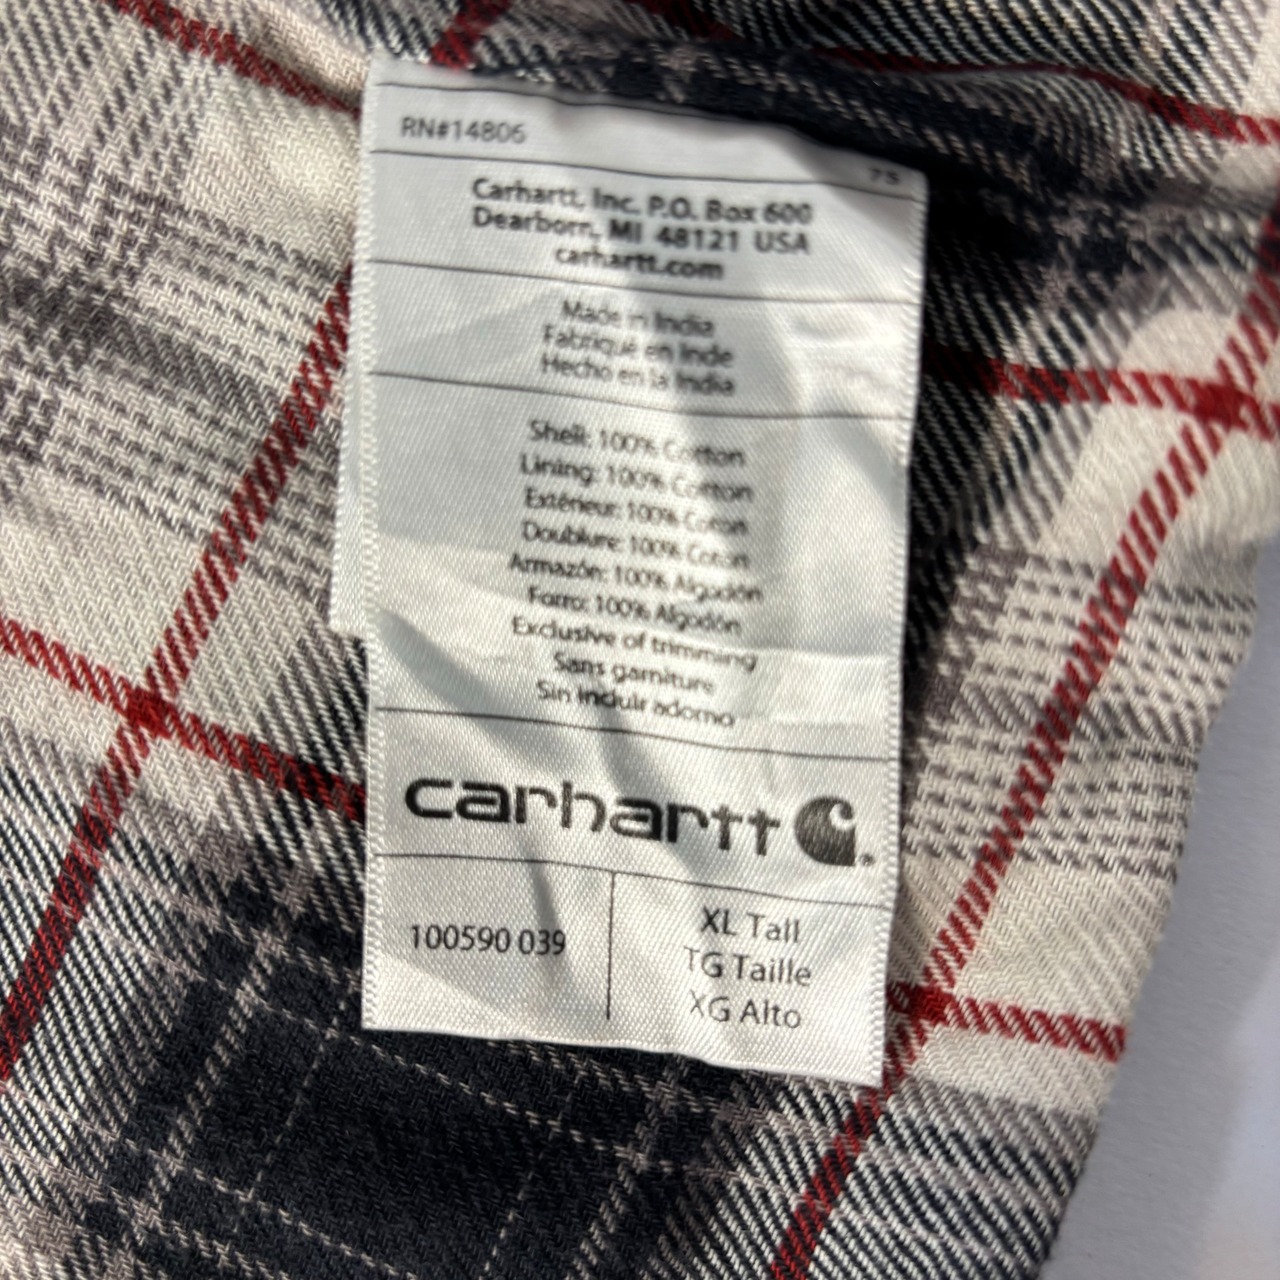 RN#14806
75
Carhartt, Inc. P.O. Box 600
Dearborn, MI 48121 USA
carhartt.com
Made in India
Fabriqué en Inde
Hecho en la India
Shell: 100% Cotton
Lining: 100% Cotton
Extérieur: 100% Coton
Doublure: 100% Coton
Armazón: 100% Algodón
Forro: 100% Algodón
Exclusive of trimming
Sans garniture
Sin incluir adorno
carhartt
100590 039
XL Tall
TG Taille
XG Alto